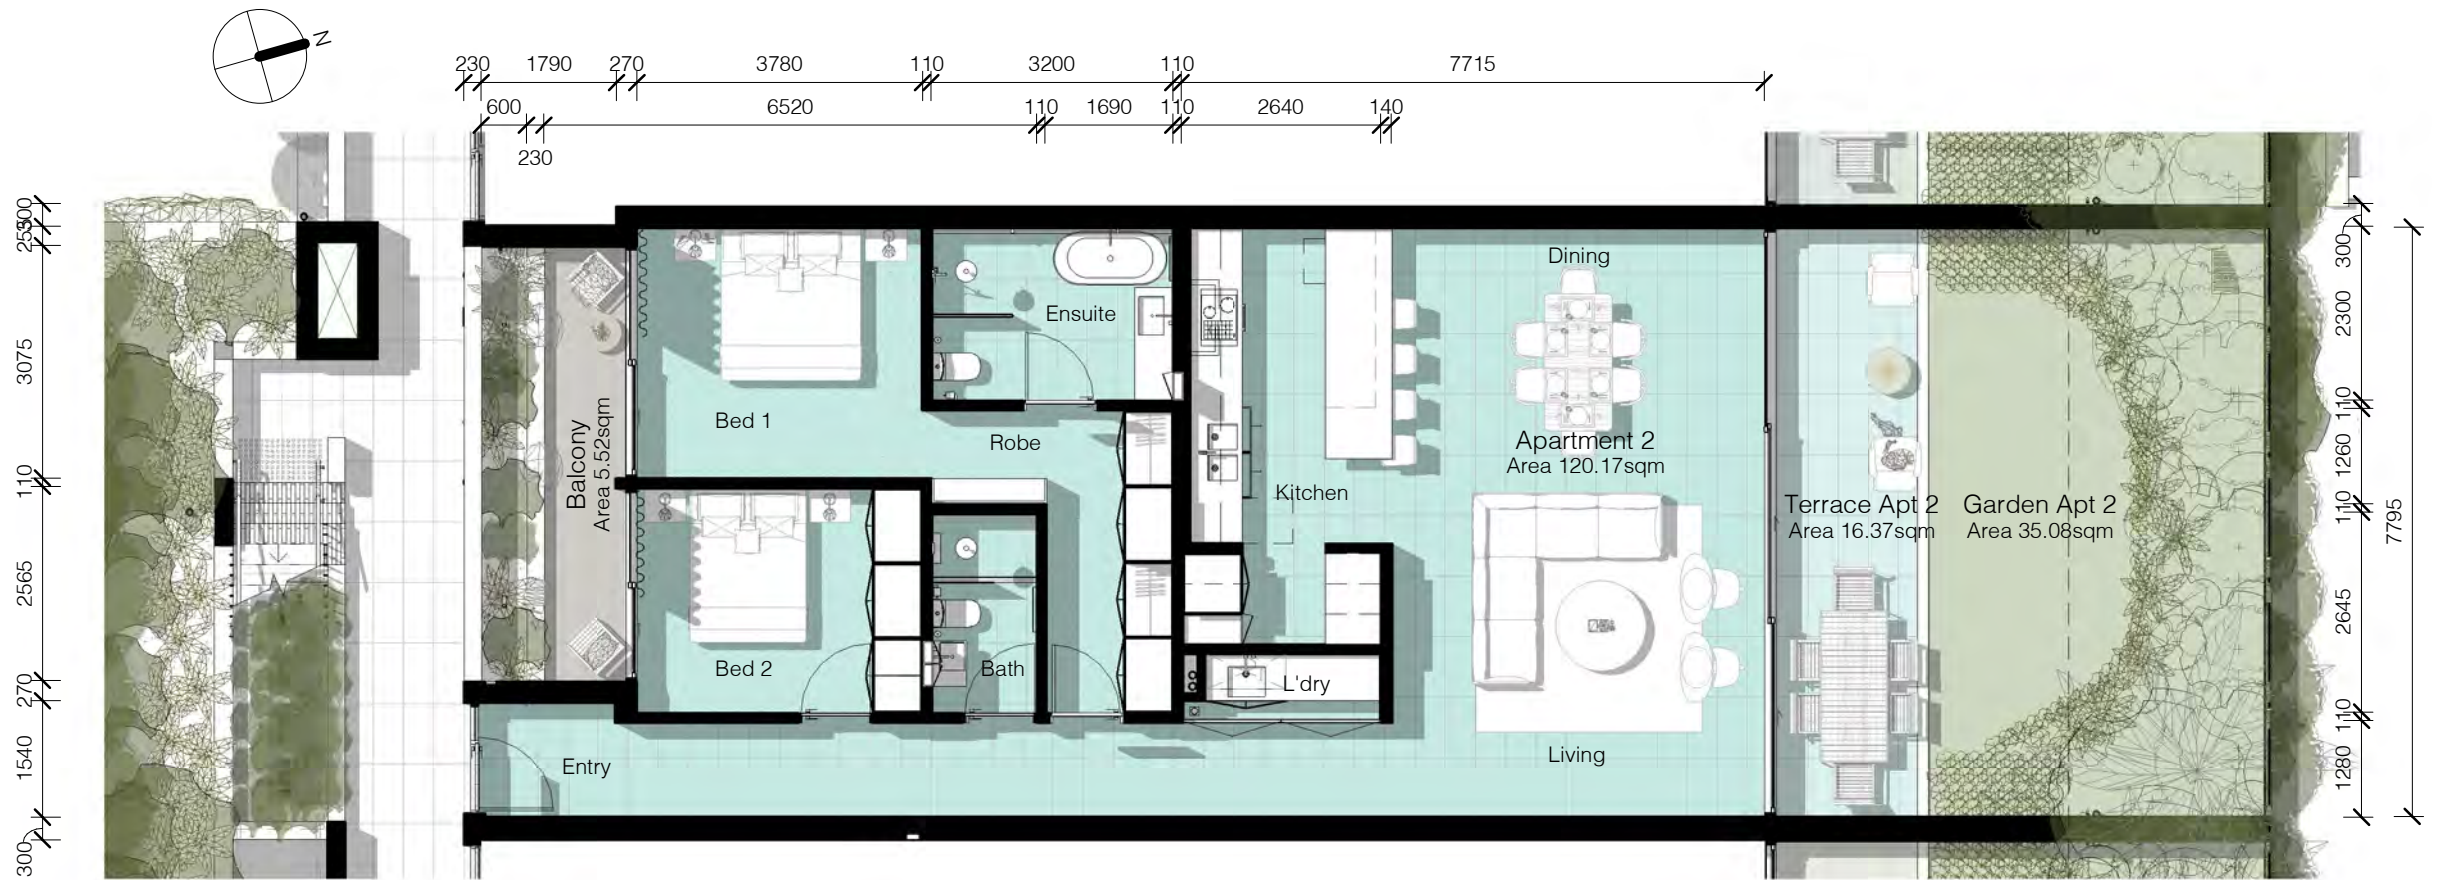 N
230 1790 270 3780 110 3200 110 7715
600 6520 110 1690 110 2640 140
230
300
255
3075
110
2565
270
1540
300
300
2300
110
1260
110
2645
110
1280
7795
Dining
Ensuite
Bed 1
Robe
Balcony
Area 5.52sqm
Apartment 2
Area 120.17sqm
Kitchen
Terrace Apt 2
Area 16.37sqm
Garden Apt 2
Area 35.08sqm
Bed 2
Bath
L'dry
Living
Entry